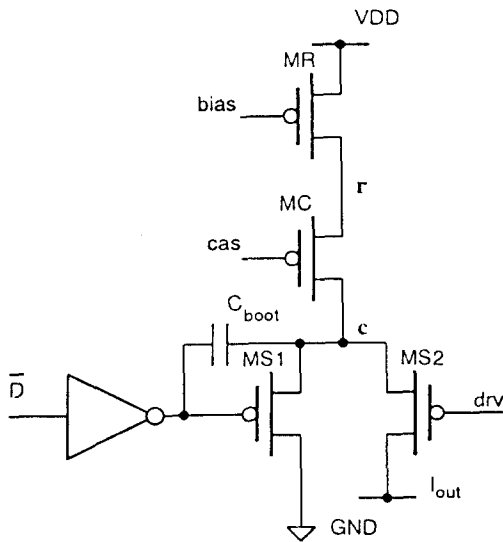 VDD
MR
bias
r
MC
cas
C_boot
c
MS1
MS2
D̅
drv
I_out
GND